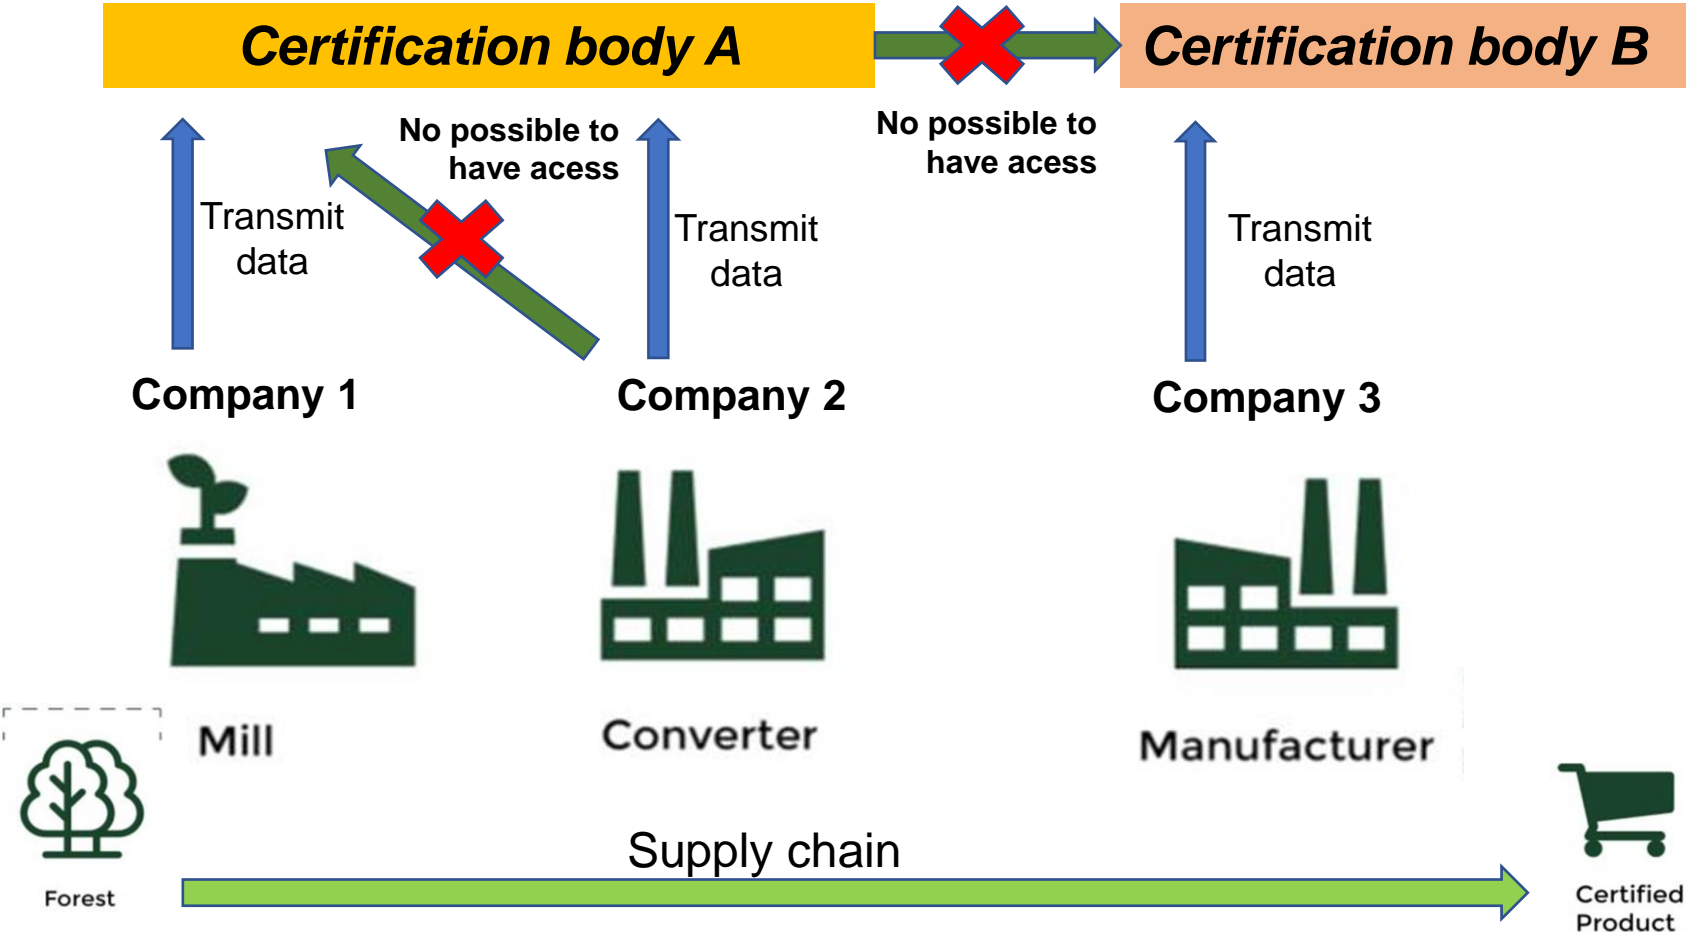 Certification body A
Certification body B
No possible to
have acess
No possible to
have acess
Transmit
data
Transmit
data
Transmit
data
Company 1
Company 2
Company 3
Mill
Converter
Manufacturer
Supply chain
Forest
Certified
Product